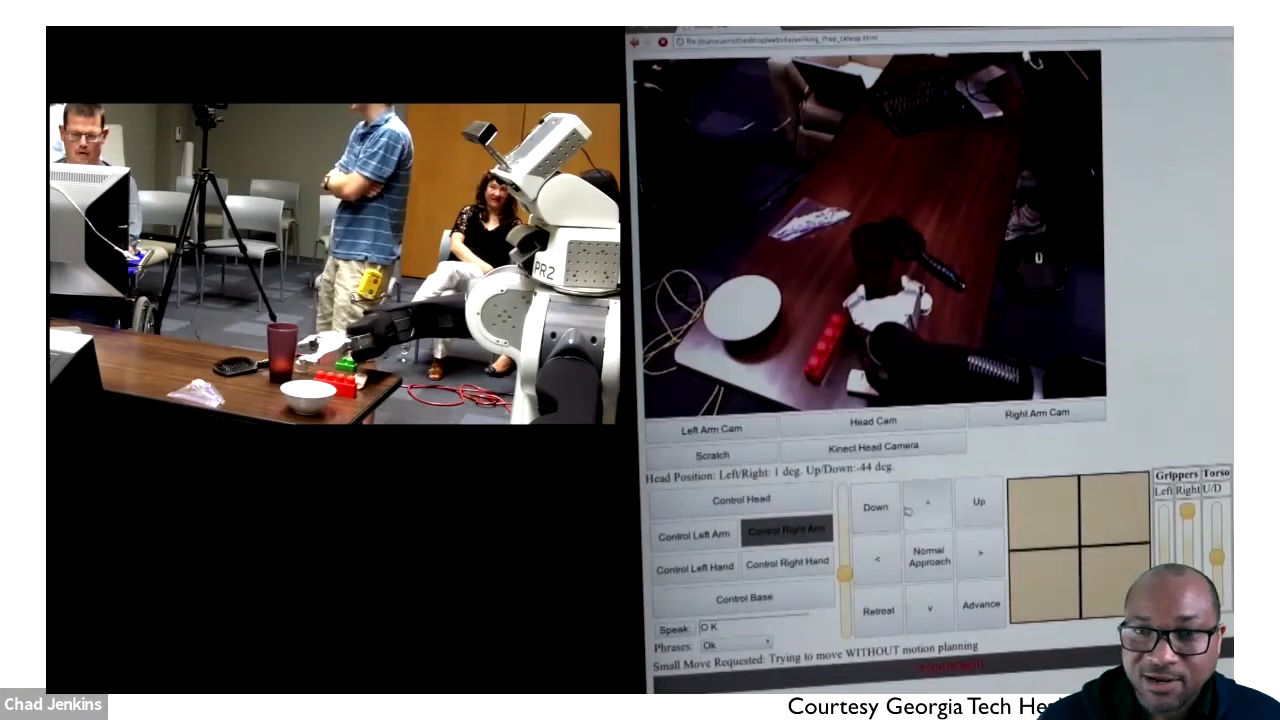 PR2
Left Arm Cam
Head Cam
Right Arm Cam
Scratch
Kinect Head Camera
Head Position: Left/Right: 1 deg. Up/Down:-44 deg.
Control Head
Control Left Arm
Control Right Arm
Control Left Hand
Control Right Hand
Control Base
Down
^
Up
<
Normal
Approach
>
Retreat
v
Advance
Grippers
Torso
Left
Right
U/D
Speak:
O K
Phrases:
Ok
Small Move Requested: Trying to move WITHOUT motion planning
Chad Jenkins
Courtesy Georgia Tech